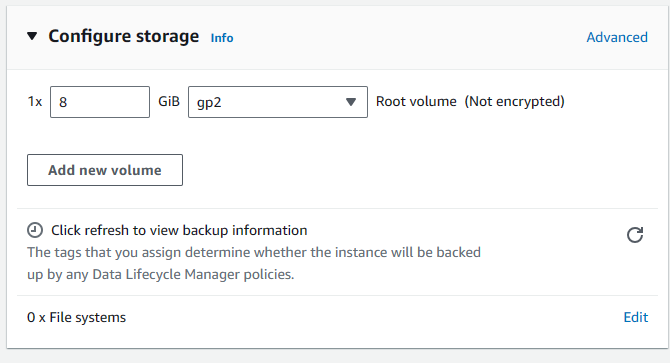 Configure storage Info Advanced
1x 8 GiB gp2 Root volume (Not encrypted)
Add new volume
Click refresh to view backup information
The tags that you assign determine whether the instance will be backed
up by any Data Lifecycle Manager policies.
0 x File systems Edit